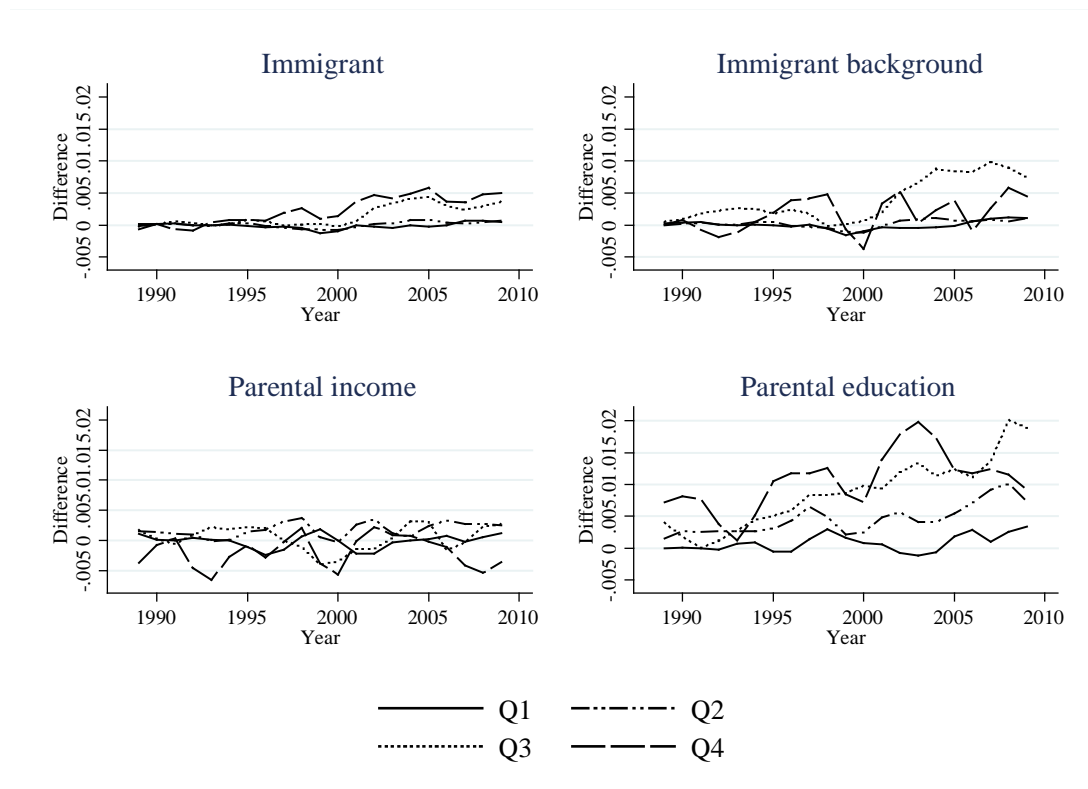 Immigrant
Difference
-.005 0 .005 .01 .015 .02
1990 1995 2000 2005 2010
Year
Immigrant background
Difference
-.005 0 .005 .01 .015 .02
1990 1995 2000 2005 2010
Year
Parental income
Difference
-.005 0 .005 .01 .015 .02
1990 1995 2000 2005 2010
Year
Parental education
Difference
-.005 0 .005 .01 .015 .02
1990 1995 2000 2005 2010
Year
Q1 Q2
Q3 Q4